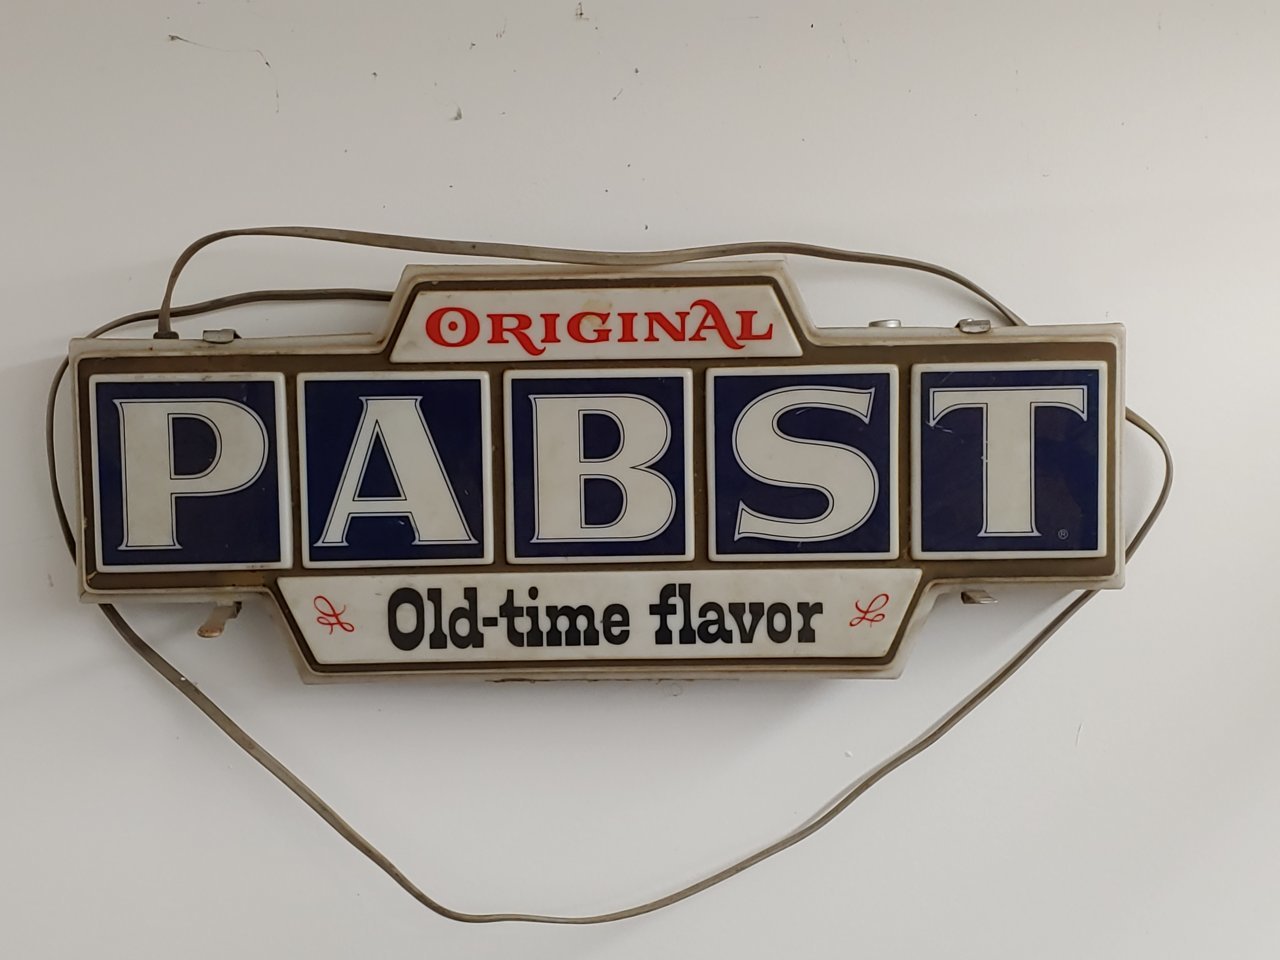 ORIGINAL
PABST
®
Old-time flavor